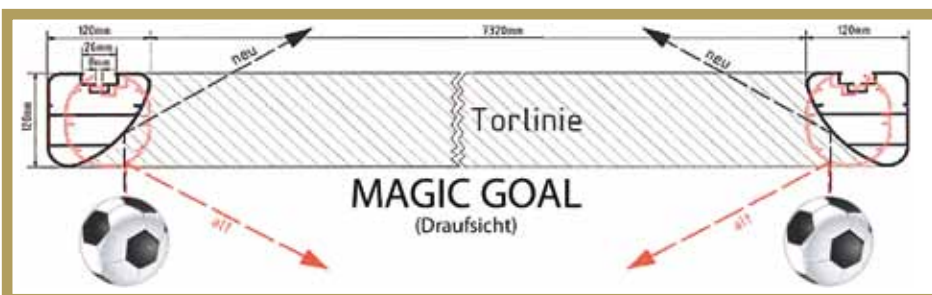 120mm 7320mm 120mm
26mm
8mm
neu neu
120mm
Torlinie
MAGIC GOAL
(Draufsicht)
alt alt